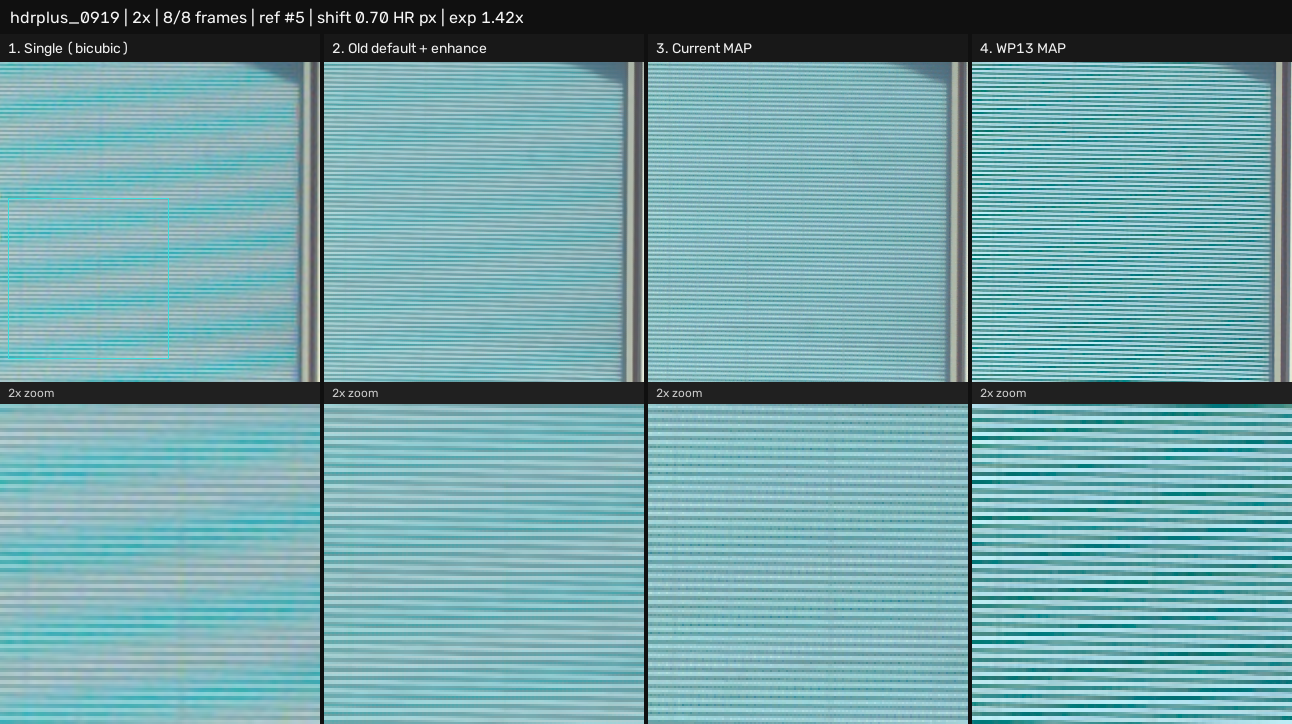 hdrplus_0919 | 2x | 8/8 frames | ref #5 | shift 0.70 HR px | exp 1.42x
1. Single (bicubic)
2. Old default + enhance
3. Current MAP
4. WP13 MAP
2x zoom
2x zoom
2x zoom
2x zoom